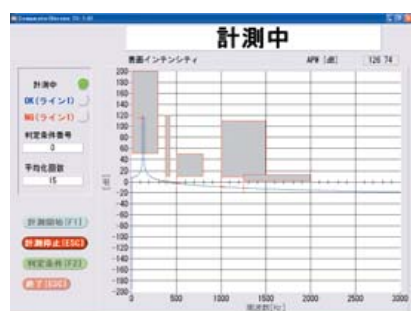 計測中
音面インテンシティ
APW [dB]
126.74
計測中
OK(ライン1)
NG(ライン1)
判定条件番号
0
平均化回数
15
計測開始[F1]
計測停止[ESC]
判定条件[F2]
終了[ESC]
200
180
160
140
120
100
80
60
40
20
0
-20
-40
-60
-80
-100
-120
-140
-160
-180
-200
0
500
1000
1500
2000
2500
3000
周波数[Hz]